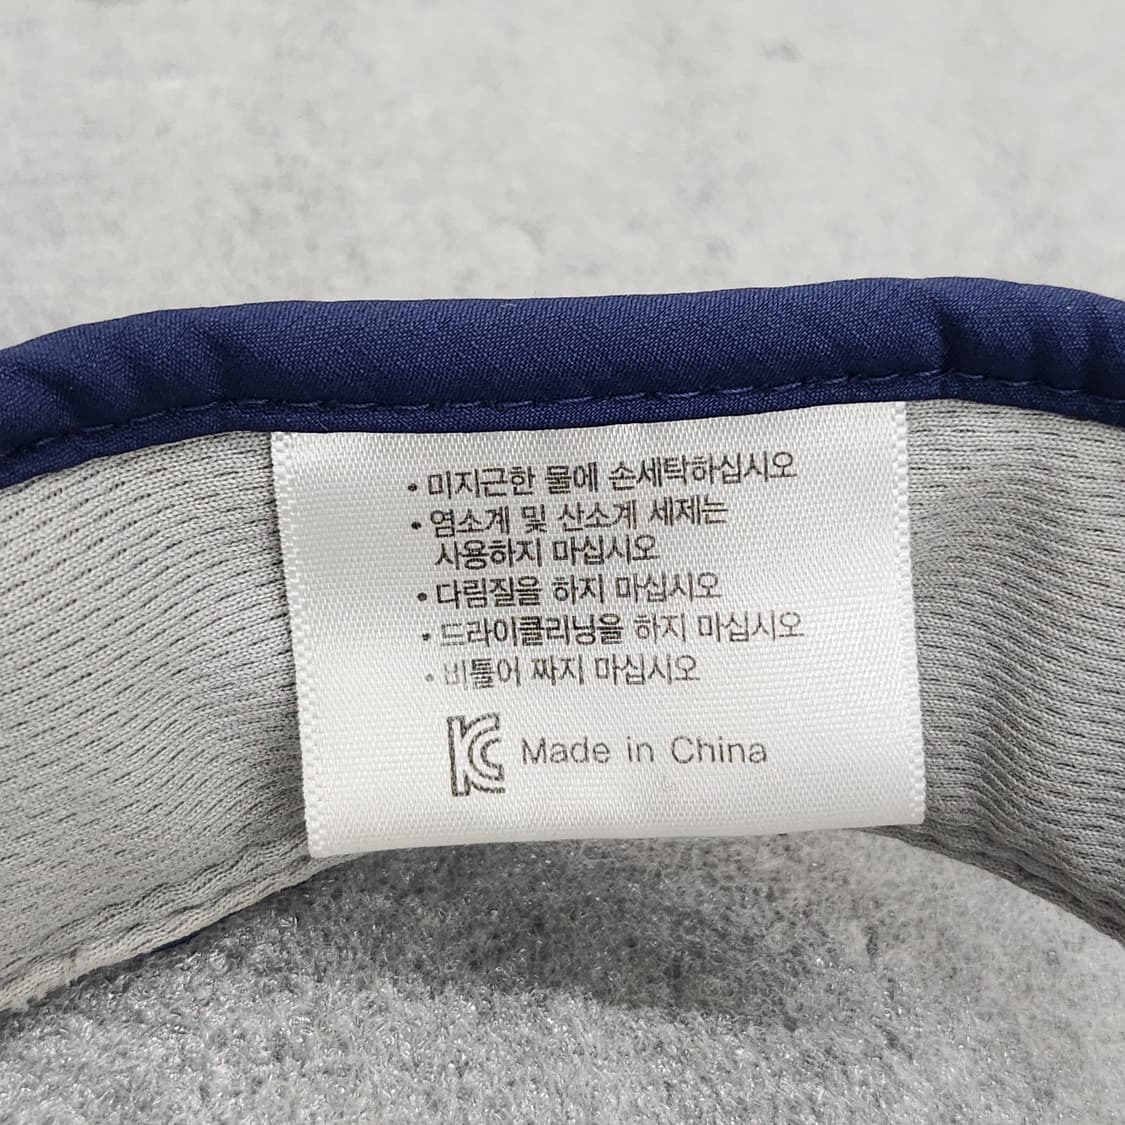 • 미지근한 물에 손세탁하십시오
• 염소계 및 산소계 세제는
사용하지 마십시오
• 다림질을 하지 마십시오
• 드라이클리닝을 하지 마십시오
• 비틀어 짜지 마십시오
KC Made in China